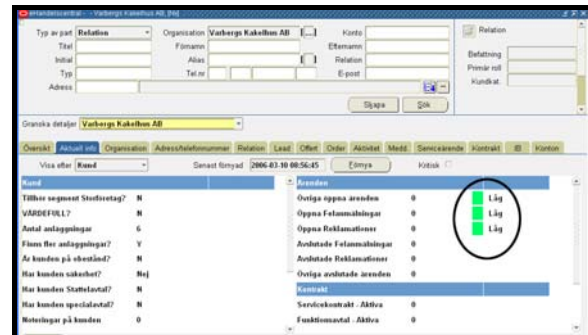 eHändelsecentral - - Varbergs Kakelhus AB, [Ny]
Typ av part Relation Organisation Varbergs Kakelhus AB [...] Konto Relation
Titel Förnamn Efternamn
Initial Alias Relation Befattning
Typ Tel.nr E-post Primär roll
Adress Kundkat.
Skapa Sök
Granska detaljer Varbergs Kakelhus AB
Översikt Aktuell info Organisation Adress/telefonnummer Relation Lead Offert Order Aktivitet Medd. Serviceärende Kontrakt IB Konton
Visa efter Kund Senast förnyad 2006-03-10 08:56:45 Förnya Kritisk
Kund Ärenden
Tillhör segment Storföretag? N Övriga öppna ärenden 0 Låg
VÄRDEFULL? N Öppna Felanmälningar 0 Låg
Antal anläggningar 6 Öppna Reklamationer 0 Låg
Finns fler anläggningar? Y Avslutade Felanmälningar 0
Är kunden på obestånd? N Avslutade Reklamationer 0
Har kunden säkerhet? Nej Övriga avslutade ärenden 0
Har kunden Stattelavtal? N Kontrakt
Har kunden specialavtal? N Servicekontrakt - Aktiva 0
Noteringar på kunden 0 Funktionsavtal - Aktiva 0